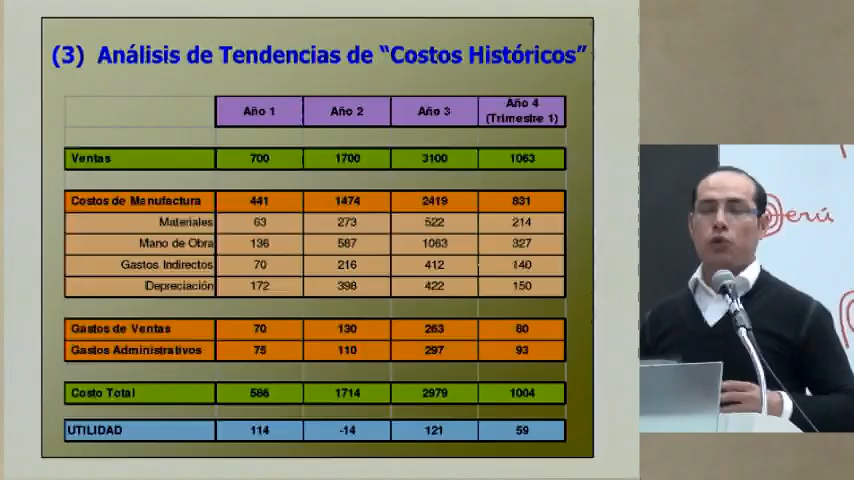 (3) Análisis de Tendencias de “Costos Históricos”
Año 1 Año 2 Año 3 Año 4 (Trimestre 1)
Ventas 700 1700 3100 1063
Costos de Manufactura 441 1474 2419 831
Materiales 63 273 522 214
Mano de Obra 136 587 1063 327
Gastos Indirectos 70 216 412 140
Depreciación 172 398 422 150
Gastos de Ventas 70 130 263 80
Gastos Administrativos 75 110 297 93
Costo Total 586 1714 2979 1004
UTILIDAD 114 -14 121 59
Perú